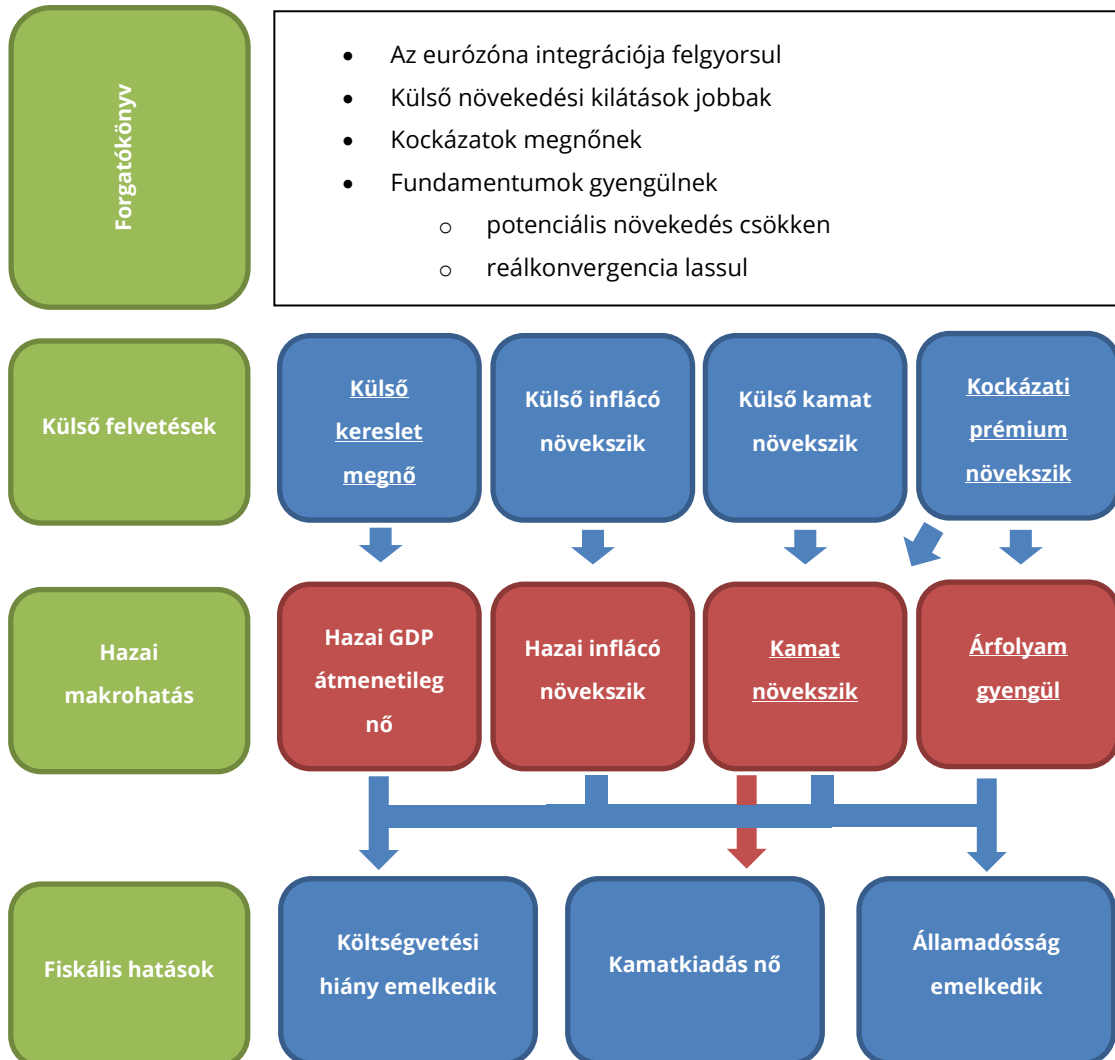 Forgatókönyv
• Az eurózóna integrációja felgyorsul
• Külső növekedési kilátások jobbak
• Kockázatok megnőnek
• Fundamentumok gyengülnek
o potenciális növekedés csökken
o reálkonvergencia lassul
Külső felvetések
Külső
kereslet
megnő
Külső inflácó
növekszik
Külső kamat
növekszik
Kockázati
prémium
növekszik
Hazai
makrohatás
Hazai GDP
átmenetileg
nő
Hazai inflácó
növekszik
Kamat
növekszik
Árfolyam
gyengül
Fiskális hatások
Költségvetési
hiány emelkedik
Kamatkiadás nő
Államadósság
emelkedik